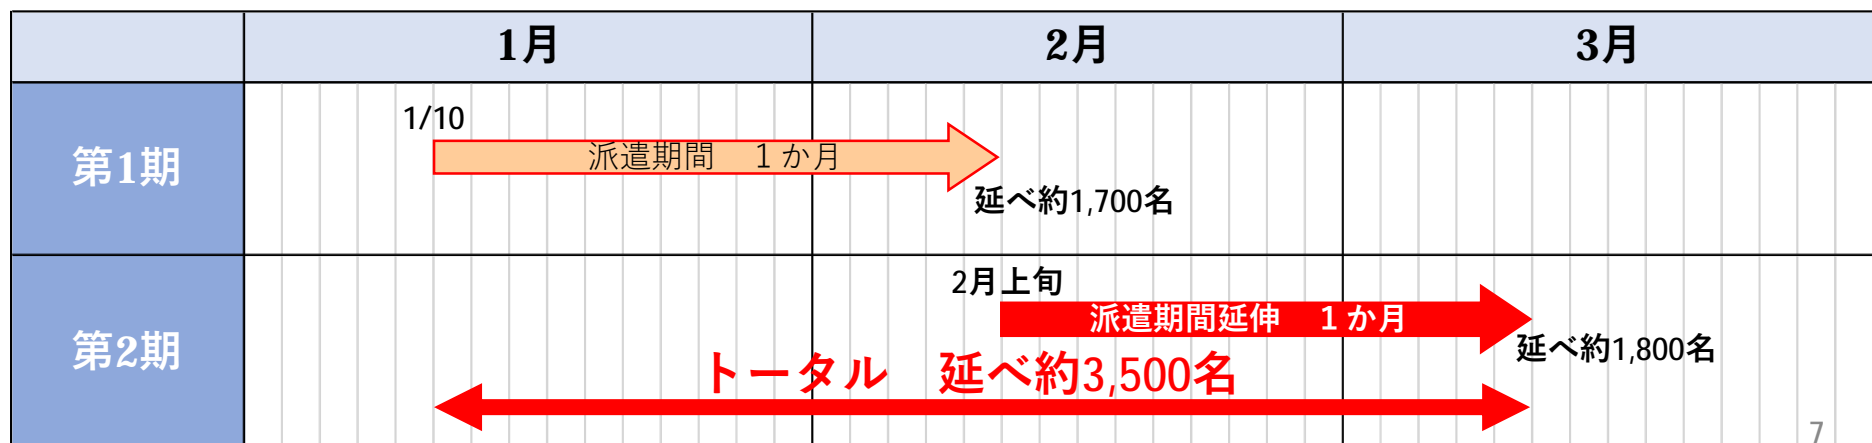 1月 2月 3月
第1期
1/10
派遣期間　１か月
延べ約1,700名
第2期
2月上旬
派遣期間延伸　１か月
延べ約1,800名
トータル　延べ約3,500名
7